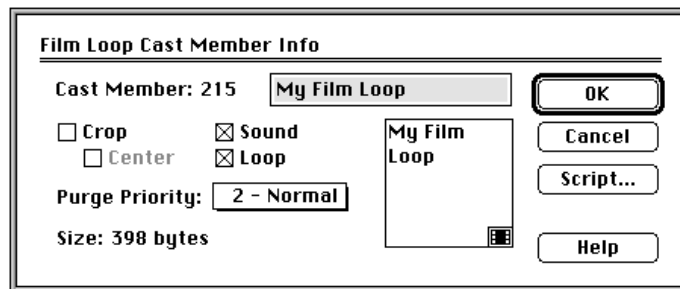 Film Loop Cast Member Info
Cast Member: 215
My Film Loop
OK
Crop
Sound
My Film
Loop
Cancel
Center
Loop
Script...
Purge Priority:
2 - Normal
Size: 398 bytes
Help